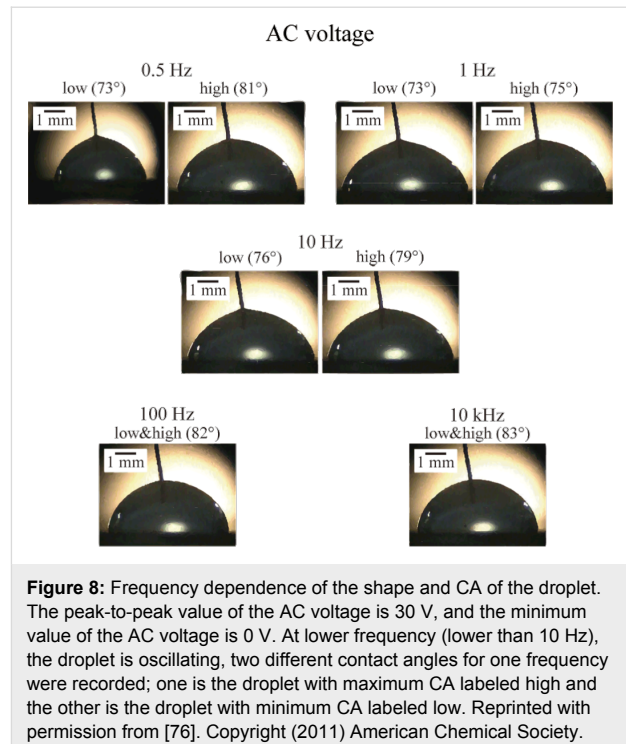 AC voltage
0.5 Hz
low (73°) high (81°)
1 mm 1 mm
1 Hz
low (73°) high (75°)
1 mm 1 mm
10 Hz
low (76°) high (79°)
1 mm 1 mm
100 Hz
low&high (82°)
1 mm
10 kHz
low&high (83°)
1 mm
Figure 8: Frequency dependence of the shape and CA of the droplet.
The peak-to-peak value of the AC voltage is 30 V, and the minimum
value of the AC voltage is 0 V. At lower frequency (lower than 10 Hz),
the droplet is oscillating, two different contact angles for one frequency
were recorded; one is the droplet with maximum CA labeled high and
the other is the droplet with minimum CA labeled low. Reprinted with
permission from [76]. Copyright (2011) American Chemical Society.